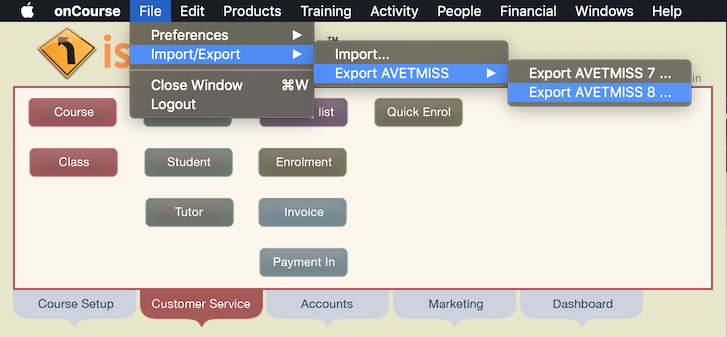 onCourse File Edit Products Training Activity People Financial Windows Help
Preferences
Import/Export
Close Window ⌘W
Logout
Import...
Export AVETMISS
Export AVETMISS 7 ...
Export AVETMISS 8 ...
is
TM
in
Course list Quick Enrol
Class Student Enrolment
Tutor Invoice
Payment In
Course Setup Customer Service Accounts Marketing Dashboard